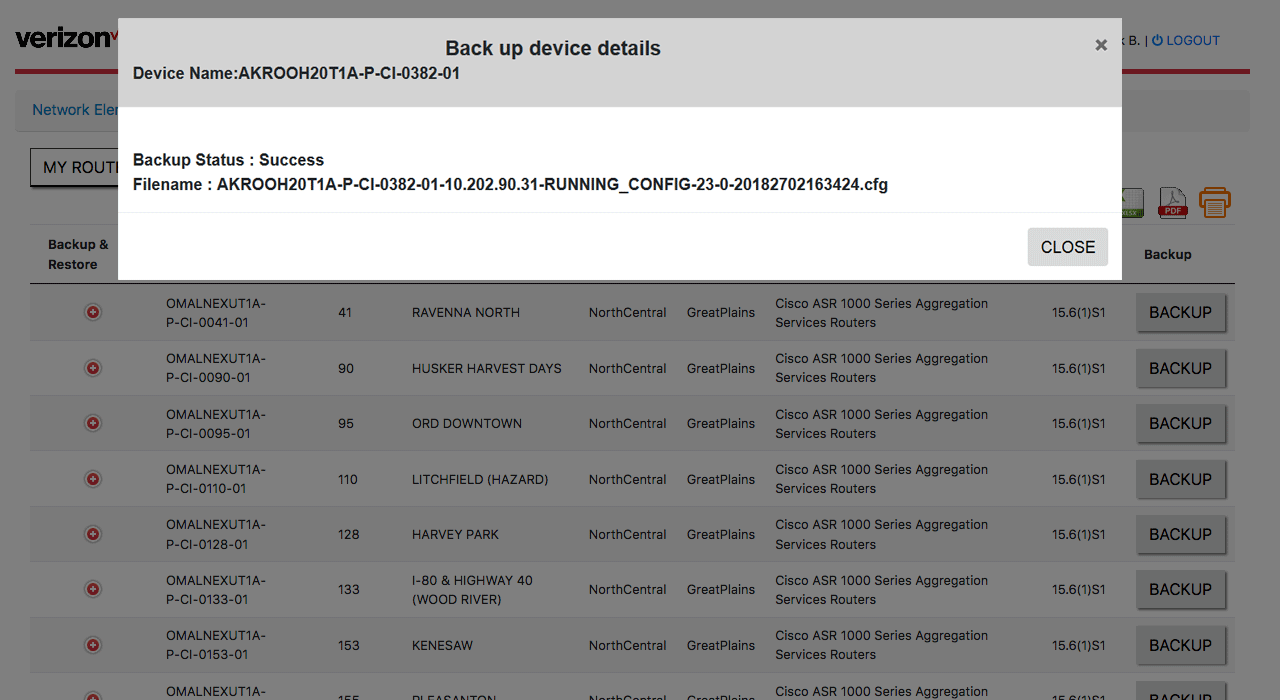 Back up device details
×
Device Name:AKROOH20T1A-P-CI-0382-01
verizon
B. | LOGOUT
Network Ele
Backup Status : Success
MY ROUT
Filename : AKROOH20T1A-P-CI-0382-01-10.202.90.31-RUNNING_CONFIG-23-0-20182702163424.cfg
XLSX PDF
CLOSE
Backup &
Restore
Backup
OMALNEXUT1A-
P-CI-0041-01
41
RAVENNA NORTH
NorthCentral
GreatPlains
Cisco ASR 1000 Series Aggregation
Services Routers
15.6(1)S1
BACKUP
OMALNEXUT1A-
P-CI-0090-01
90
HUSKER HARVEST DAYS
NorthCentral
GreatPlains
Cisco ASR 1000 Series Aggregation
Services Routers
15.6(1)S1
BACKUP
OMALNEXUT1A-
P-CI-0095-01
95
ORD DOWNTOWN
NorthCentral
GreatPlains
Cisco ASR 1000 Series Aggregation
Services Routers
15.6(1)S1
BACKUP
OMALNEXUT1A-
P-CI-0110-01
110
LITCHFIELD (HAZARD)
NorthCentral
GreatPlains
Cisco ASR 1000 Series Aggregation
Services Routers
15.6(1)S1
BACKUP
OMALNEXUT1A-
P-CI-0128-01
128
HARVEY PARK
NorthCentral
GreatPlains
Cisco ASR 1000 Series Aggregation
Services Routers
15.6(1)S1
BACKUP
OMALNEXUT1A-
P-CI-0133-01
133
I-80 & HIGHWAY 40
(WOOD RIVER)
NorthCentral
GreatPlains
Cisco ASR 1000 Series Aggregation
Services Routers
15.6(1)S1
BACKUP
OMALNEXUT1A-
P-CI-0153-01
153
KENESAW
NorthCentral
GreatPlains
Cisco ASR 1000 Series Aggregation
Services Routers
15.6(1)S1
BACKUP
OMALNEXUT1A-
155
PLEASANTON
NorthCentral
GreatPlains
Cisco ASR 1000 Series Aggregation
15.6(1)S1
BACKUP